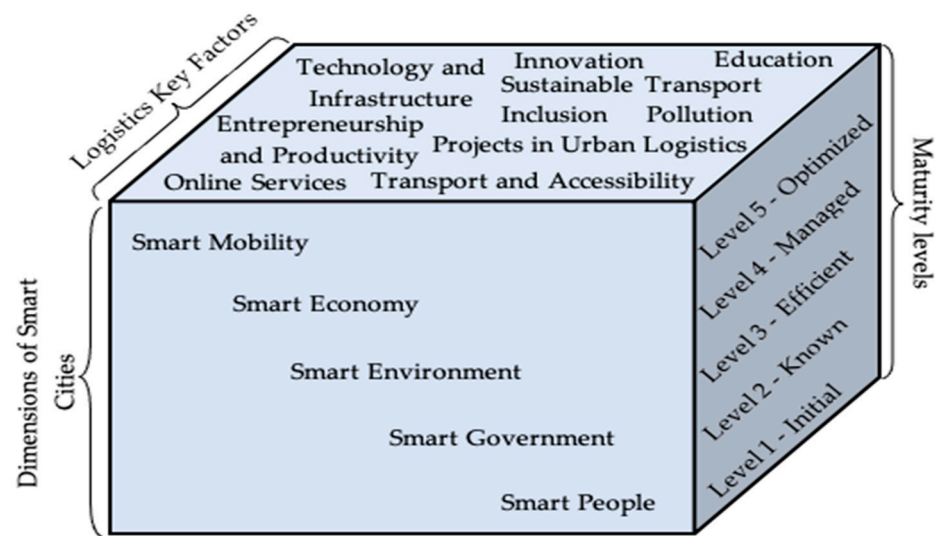 Logistics Key Factors
Technology and
Infrastructure
Innovation
Education
Sustainable Transport
Inclusion
Pollution
Entrepreneurship
and Productivity
Projects in Urban Logistics
Online Services
Transport and Accessibility
Dimensions of Smart
Cities
Smart Mobility
Smart Economy
Smart Environment
Smart Government
Smart People
Level 5 - Optimized
Level 4 - Managed
Level 3 - Efficient
Level 2 - Known
Level 1 - Initial
Maturity levels